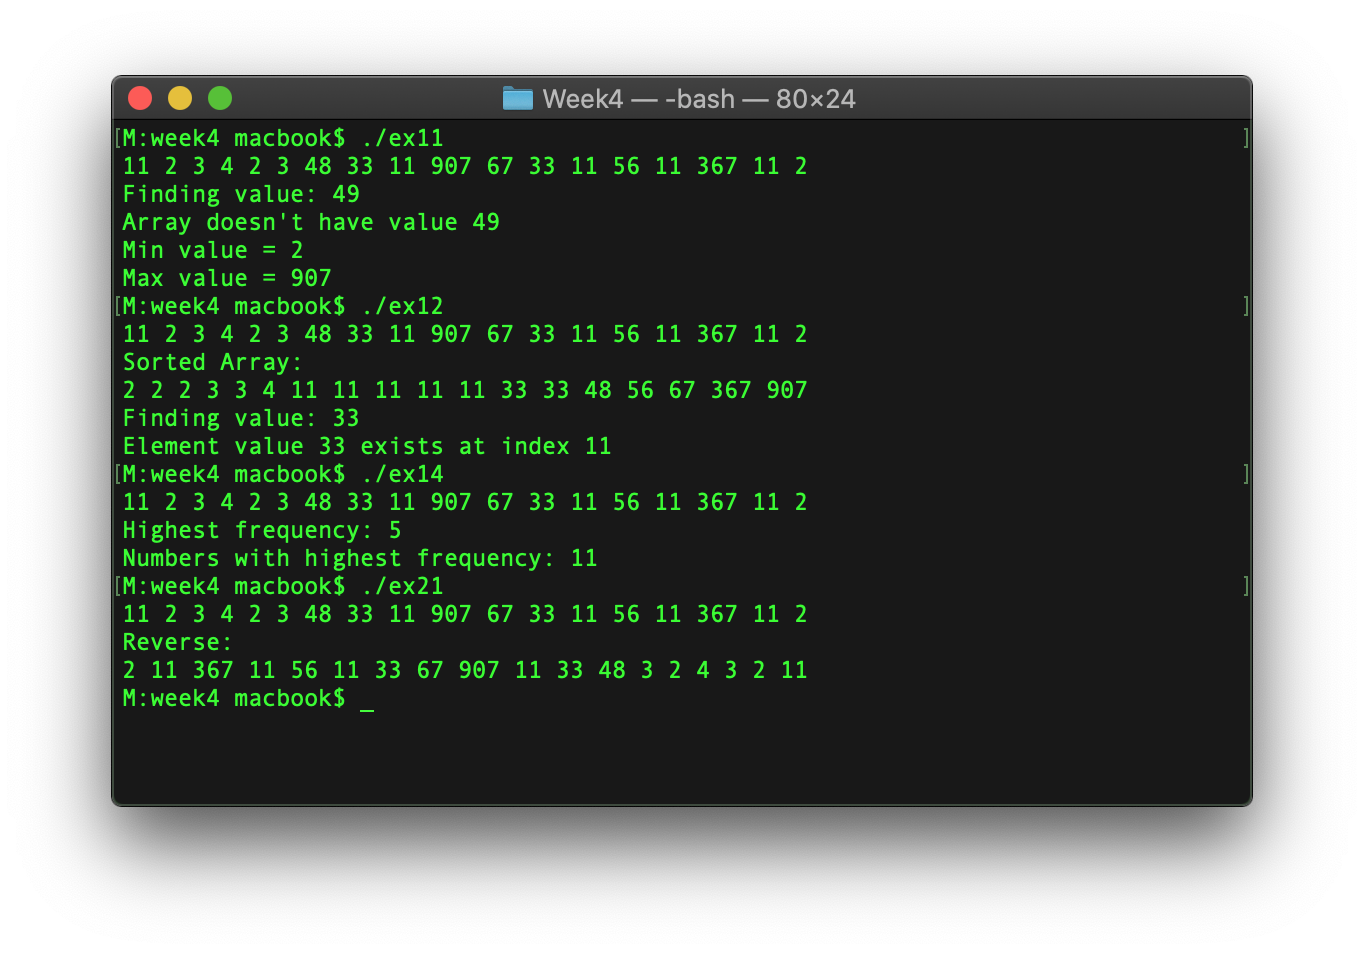 Week4 — -bash — 80×24
[M:week4 macbook$ ./ex11 ]
11 2 3 4 2 3 48 33 11 907 67 33 11 56 11 367 11 2
Finding value: 49
Array doesn't have value 49
Min value = 2
Max value = 907
[M:week4 macbook$ ./ex12 ]
11 2 3 4 2 3 48 33 11 907 67 33 11 56 11 367 11 2
Sorted Array:
2 2 2 3 3 4 11 11 11 11 11 33 33 48 56 67 367 907
Finding value: 33
Element value 33 exists at index 11
[M:week4 macbook$ ./ex14 ]
11 2 3 4 2 3 48 33 11 907 67 33 11 56 11 367 11 2
Highest frequency: 5
Numbers with highest frequency: 11
[M:week4 macbook$ ./ex21 ]
11 2 3 4 2 3 48 33 11 907 67 33 11 56 11 367 11 2
Reverse:
2 11 367 11 56 11 33 67 907 11 33 48 3 2 4 3 2 11
M:week4 macbook$ _